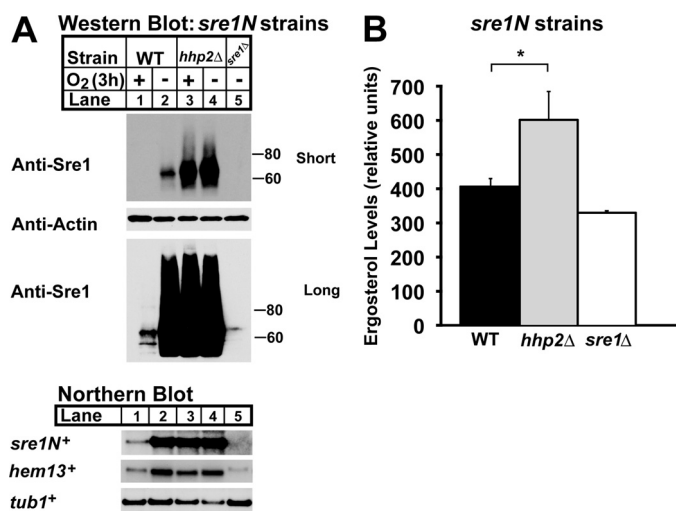 A
Western Blot: sre1N strains
Strain WT hhp2Δ sre1Δ
O2 (3h) + - + - -
Lane 1 2 3 4 5
Anti-Sre1 –80 Short
–60
Anti-Actin
Anti-Sre1 –80 Long
–60
Northern Blot
Lane 1 2 3 4 5
sre1N+
hem13+
tub1+
B
sre1N strains
*
Ergosterol Levels (relative units)
700
600
500
400
300
200
100
0
WT hhp2Δ sre1Δ